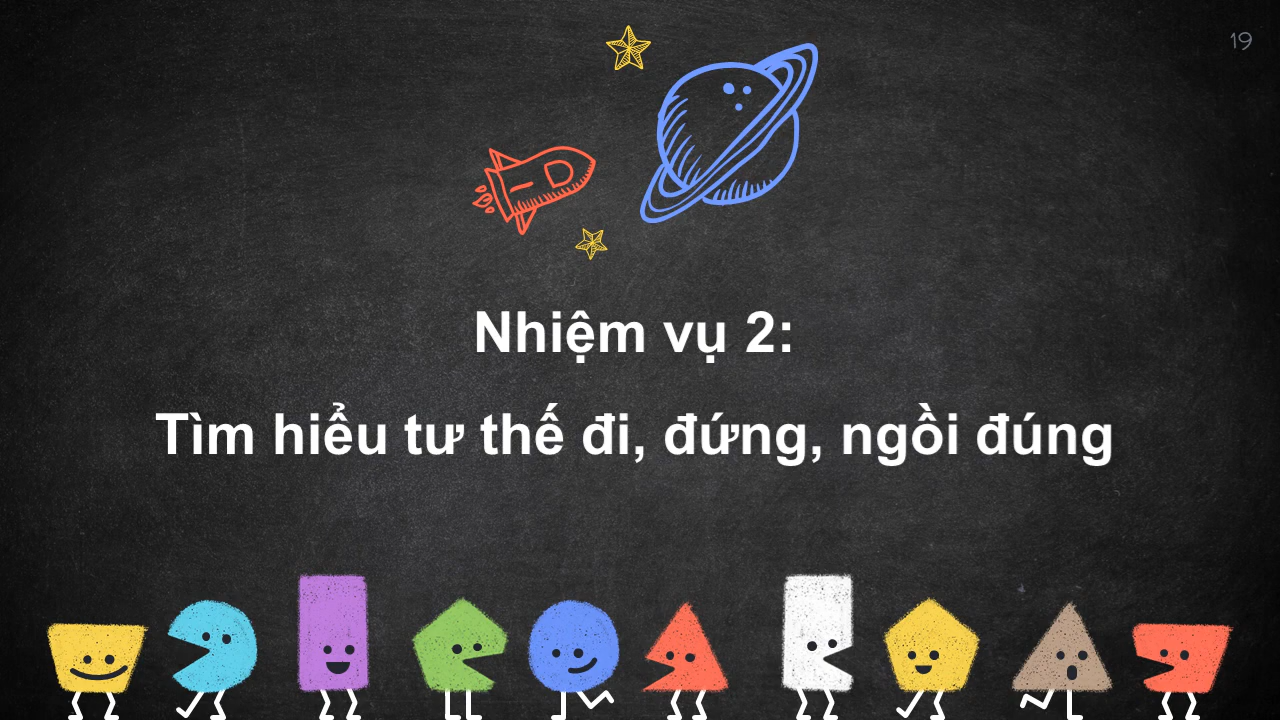 19
Nhiệm vụ 2:
Tìm hiểu tư thế đi, đứng, ngồi đúng